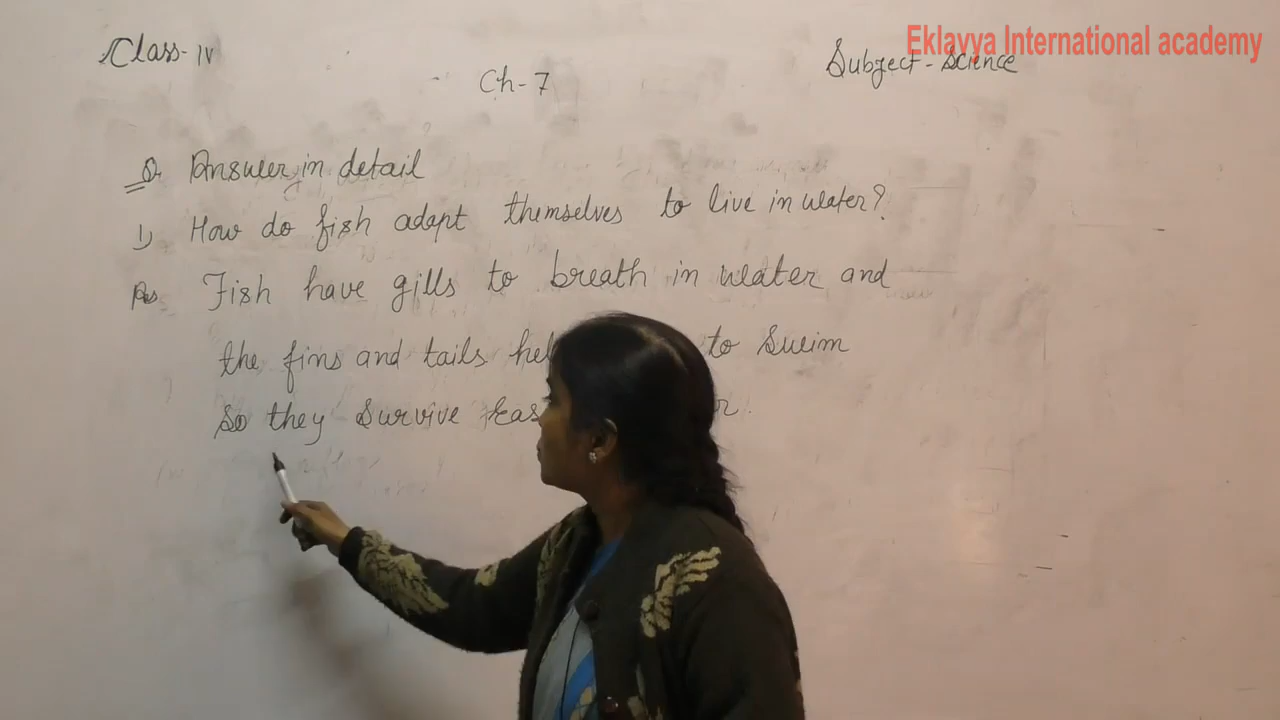 Eklavya International academy
Class- IV
Subject - Science
Ch - 7
Q. Answer in detail
1) How do fish adapt themselves to live in water?
Ans Fish have gills to breath in water and
the fins and tails to swim
So they survive